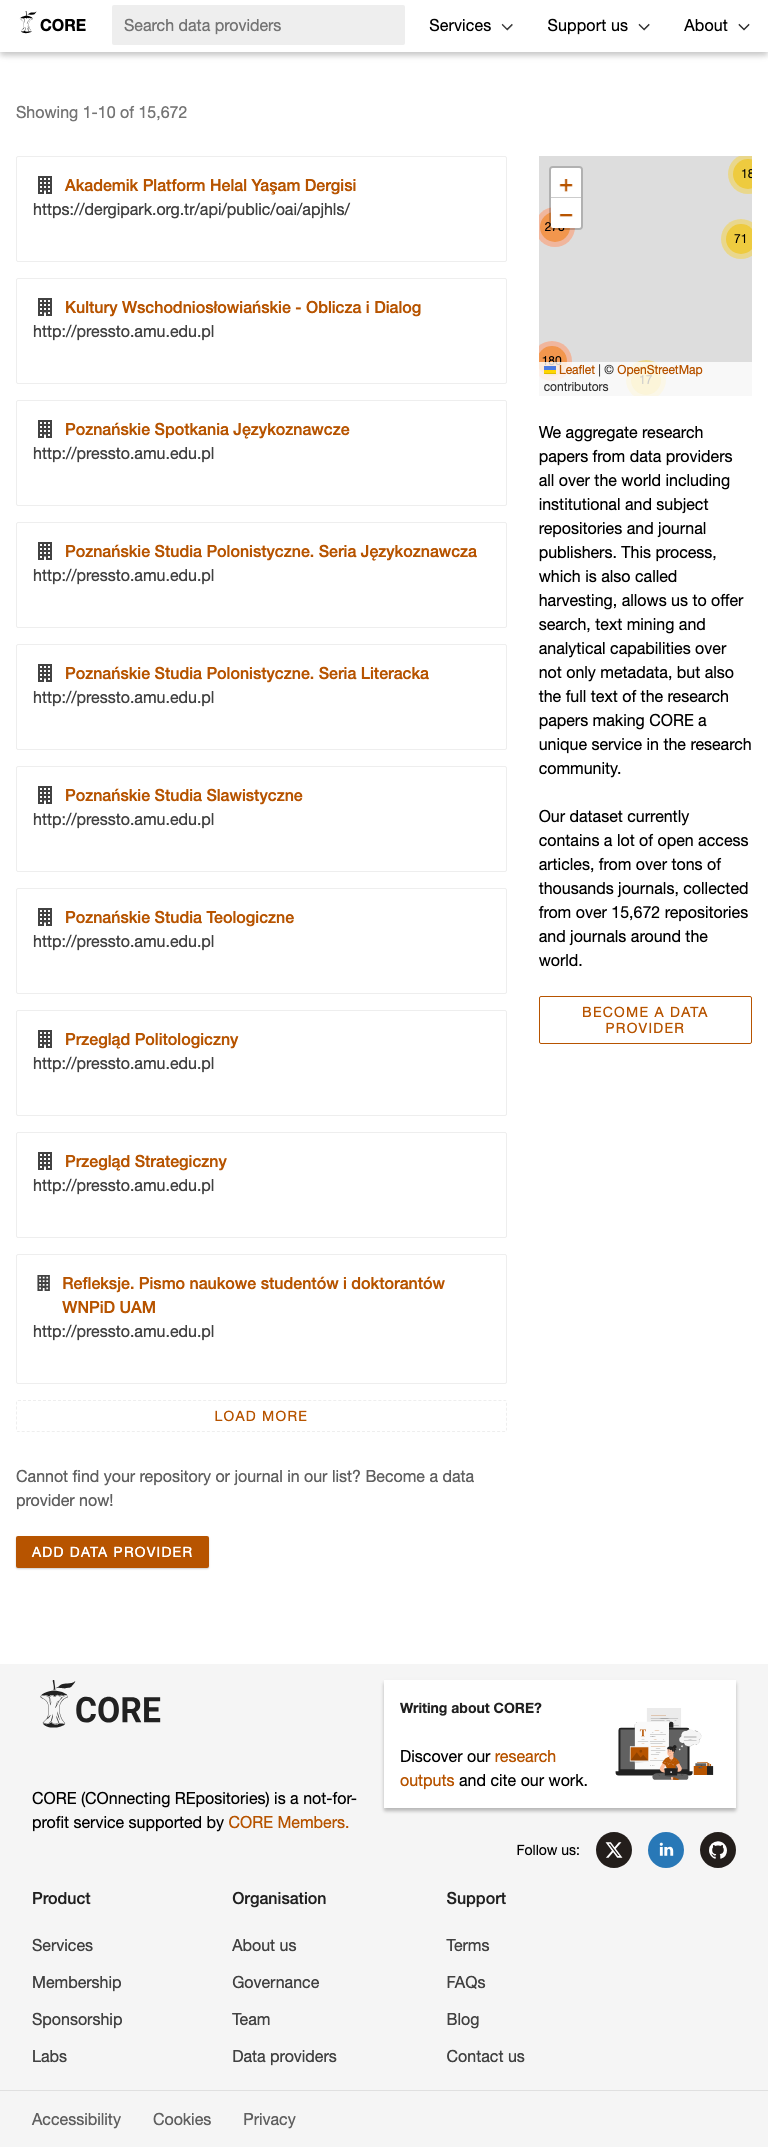 CORE
Search data providers
Services
Support us
About
Showing 1-10 of 15,672
Akademik Platform Helal Yaşam Dergisi
https://dergipark.org.tr/api/public/oai/apjhls/
Kultury Wschodniosłowiańskie - Oblicza i Dialog
http://pressto.amu.edu.pl
Poznańskie Spotkania Językoznawcze
http://pressto.amu.edu.pl
Poznańskie Studia Polonistyczne. Seria Językoznawcza
http://pressto.amu.edu.pl
Poznańskie Studia Polonistyczne. Seria Literacka
http://pressto.amu.edu.pl
Poznańskie Studia Slawistyczne
http://pressto.amu.edu.pl
Poznańskie Studia Teologiczne
http://pressto.amu.edu.pl
Przegląd Politologiczny
http://pressto.amu.edu.pl
Przegląd Strategiczny
http://pressto.amu.edu.pl
Refleksje. Pismo naukowe studentów i doktorantów
WNPiD UAM
http://pressto.amu.edu.pl
LOAD MORE
Cannot find your repository or journal in our list? Become a data
provider now!
ADD DATA PROVIDER
+
−
18
71
180
17
Leaflet | © OpenStreetMap
contributors
We aggregate research
papers from data providers
all over the world including
institutional and subject
repositories and journal
publishers. This process,
which is also called
harvesting, allows us to offer
search, text mining and
analytical capabilities over
not only metadata, but also
the full text of the research
papers making CORE a
unique service in the research
community.
Our dataset currently
contains a lot of open access
articles, from over tons of
thousands journals, collected
from over 15,672 repositories
and journals around the
world.
BECOME A DATA
PROVIDER
CORE
CORE (COnnecting REpositories) is a not-for-
profit service supported by CORE Members.
Writing about CORE?
Discover our research
outputs and cite our work.
T
Follow us:
in
Product
Services
Membership
Sponsorship
Labs
Organisation
About us
Governance
Team
Data providers
Support
Terms
FAQs
Blog
Contact us
Accessibility
Cookies
Privacy